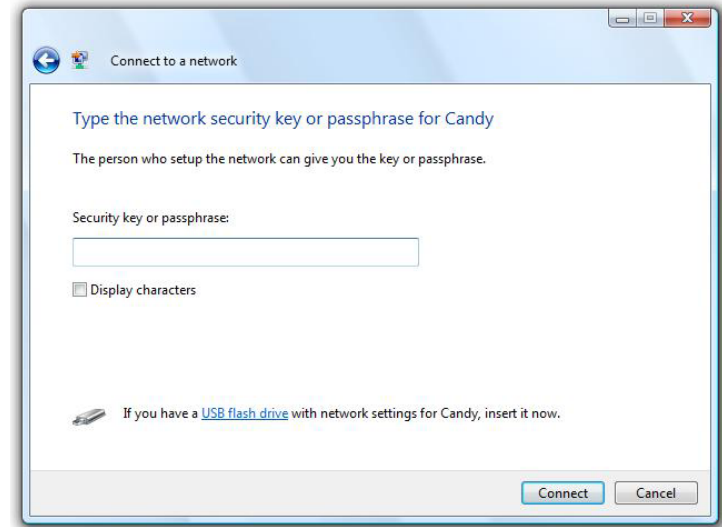 Connect to a network
Type the network security key or passphrase for Candy
The person who setup the network can give you the key or passphrase.
Security key or passphrase:
Display characters
If you have a USB flash drive with network settings for Candy, insert it now.
Connect Cancel